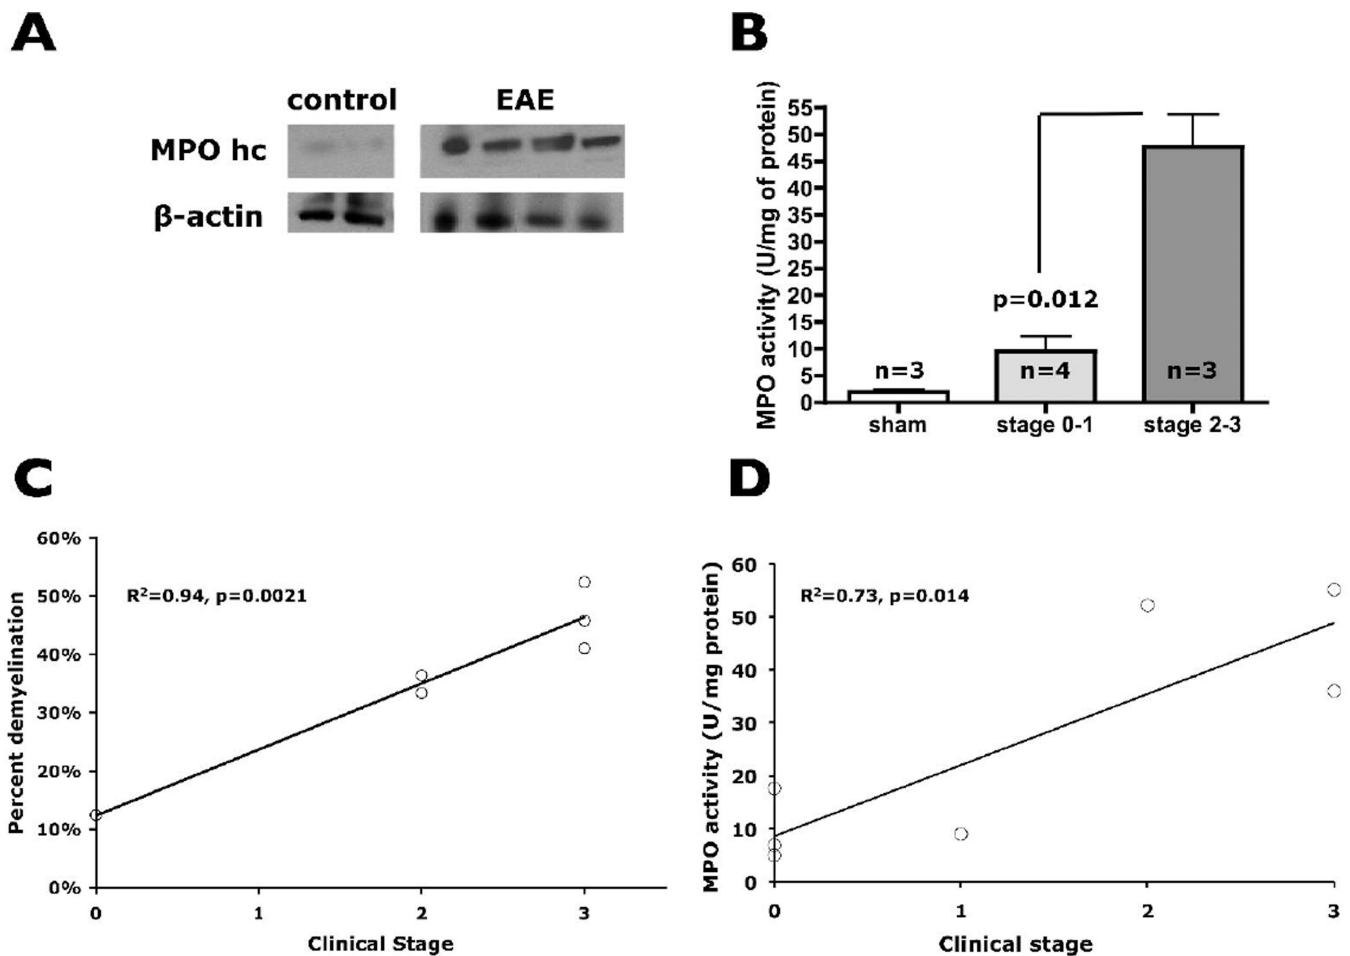 A
control EAE
MPO hc
β-actin
B
MPO activity (U/mg of protein)
55
50
45
40
35
30
25
20
15
10
5
0
p=0.012
n=3
n=4
n=3
sham
stage 0-1
stage 2-3
C
Percent demyelination
60%
50%
40%
30%
20%
10%
0%
R²=0.94, p=0.0021
0 1 2 3
Clinical Stage
D
MPO activity (U/mg protein)
60
50
40
30
20
10
0
R²=0.73, p=0.014
0 1 2 3
Clinical stage